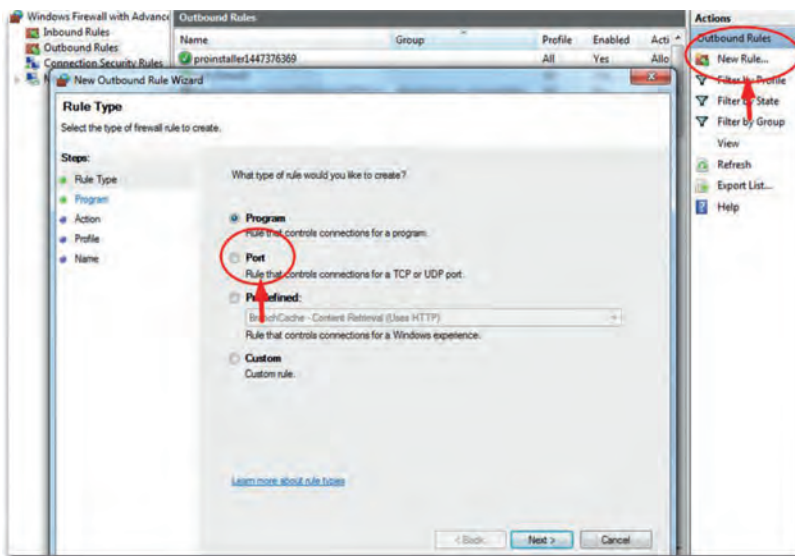 Windows Firewall with Advance
Inbound Rules
Outbound Rules
Connection Security Rules
Outbound Rules
Name Group Profile Enabled Acti
proinstaller1447376369 All Yes Allo
New Outbound Rule Wizard
Rule Type
Select the type of firewall rule to create.
Steps:
Rule Type
Program
Action
Profile
Name
What type of rule would you like to create?
Program
Rule that controls connections for a program.
Port
Rule that controls connections for a TCP or UDP port.
Predefined:
BranchCache - Content Retrieval (Uses HTTP)
Rule that controls connections for a Windows experience.
Custom
Custom rule.
Learn more about rule types
< Back
Next >
Cancel
Actions
Outbound Rules
New Rule...
Filter by Profile
Filter by State
Filter by Group
View
Refresh
Export List...
Help